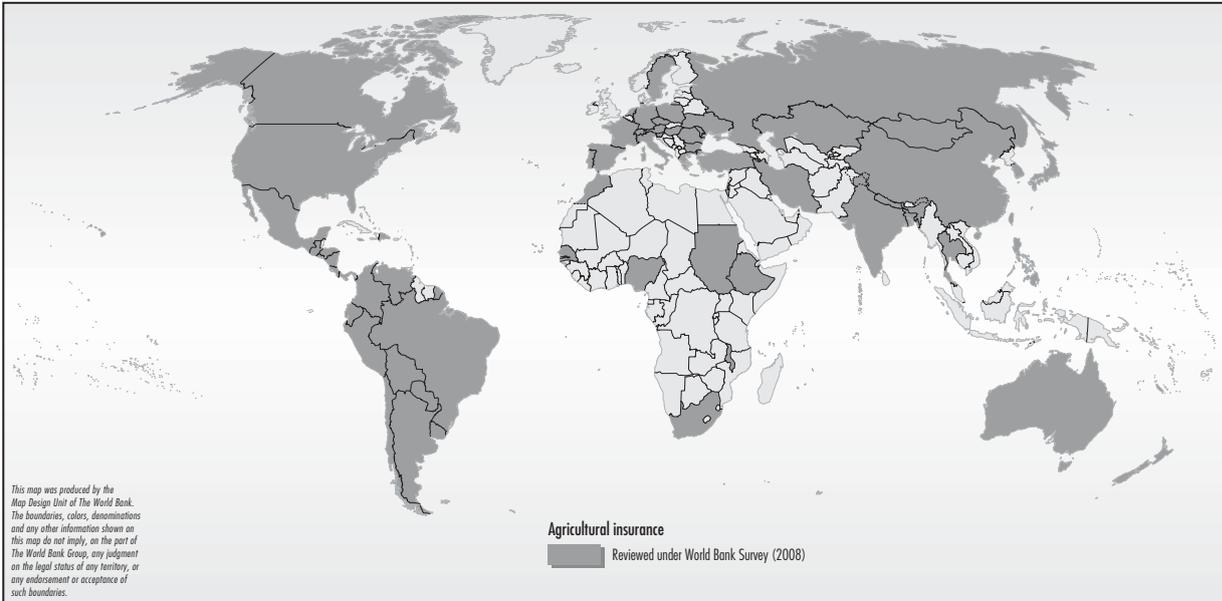 This map was produced by the
Map Design Unit of The World Bank.
The boundaries, colors, denominations
and any other information shown on
this map do not imply, on the part of
The World Bank Group, any judgment
on the legal status of any territory, or
any endorsement or acceptance of
such boundaries.
Agricultural insurance
Reviewed under World Bank Survey (2008)